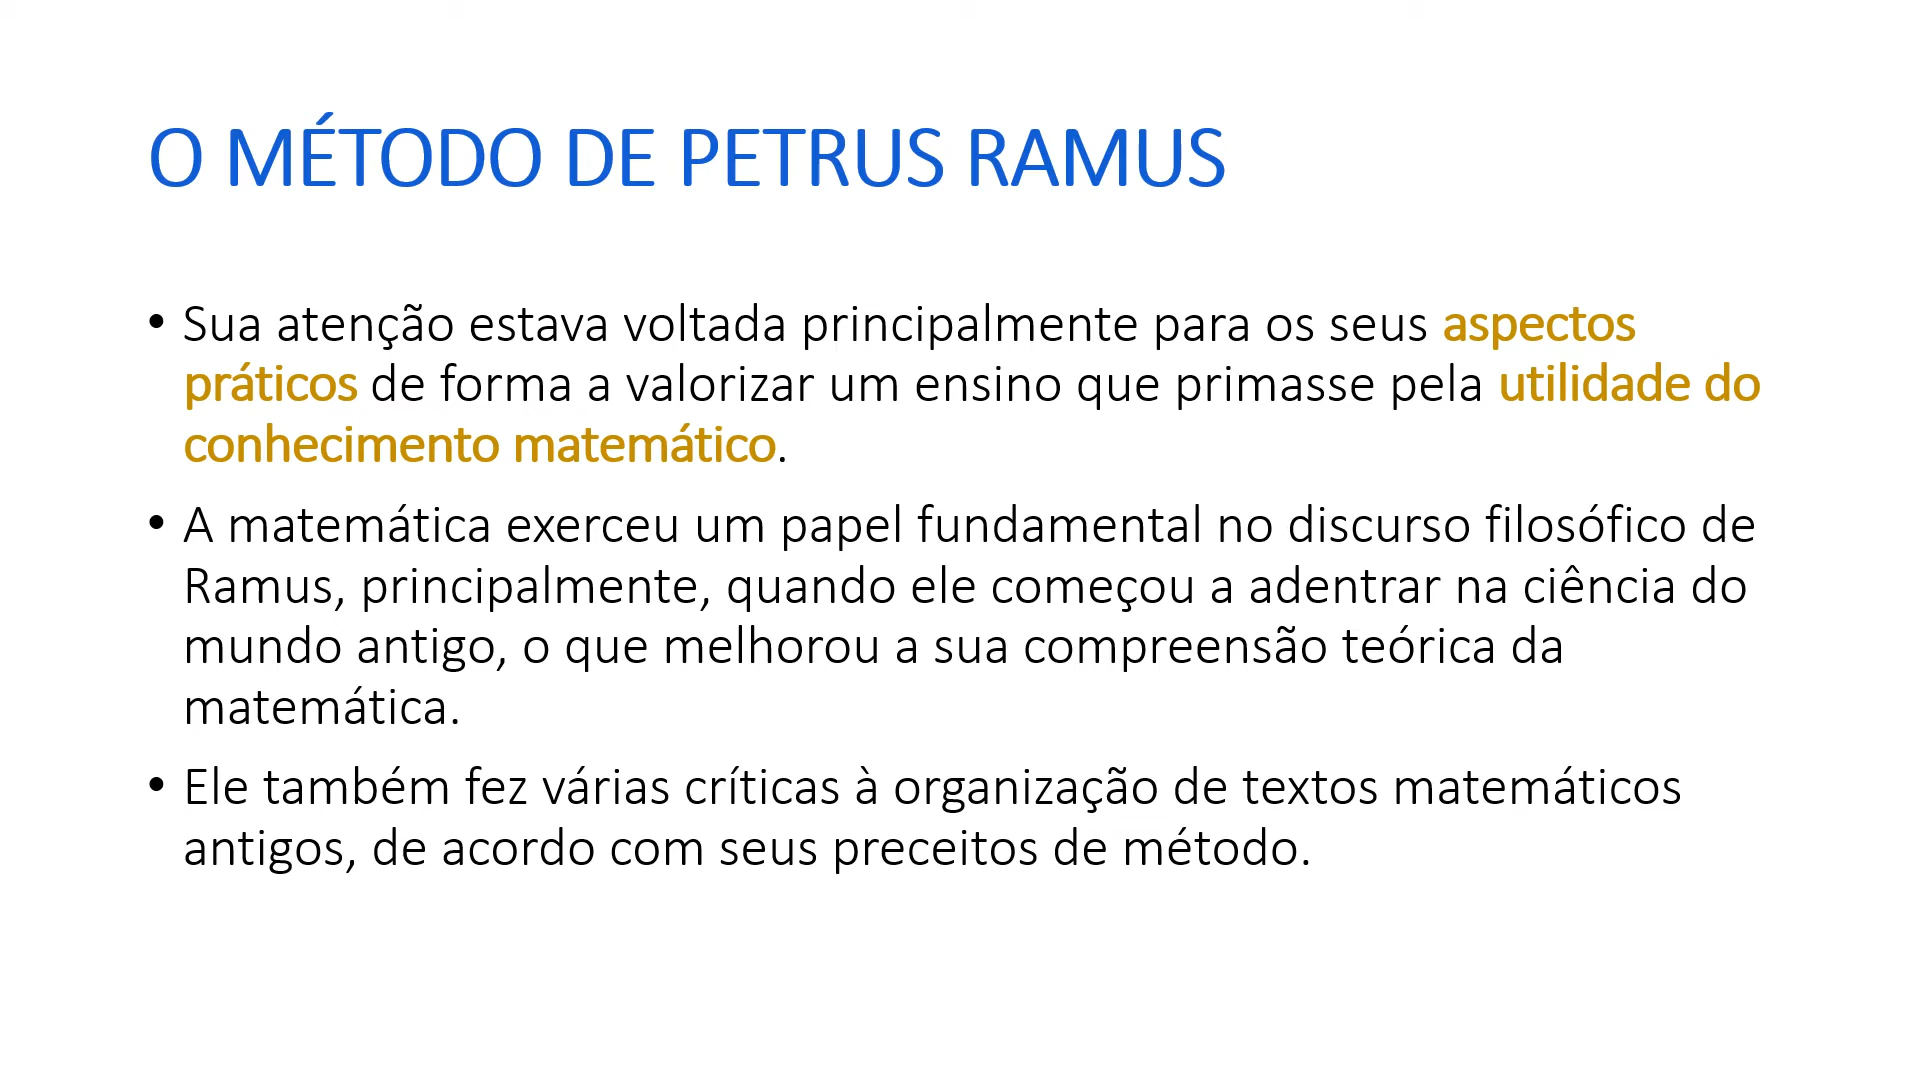 O MÉTODO DE PETRUS RAMUS
• Sua atenção estava voltada principalmente para os seus aspectos
práticos de forma a valorizar um ensino que primasse pela utilidade do
conhecimento matemático.
• A matemática exerceu um papel fundamental no discurso filosófico de
Ramus, principalmente, quando ele começou a adentrar na ciência do
mundo antigo, o que melhorou a sua compreensão teórica da
matemática.
• Ele também fez várias críticas à organização de textos matemáticos
antigos, de acordo com seus preceitos de método.